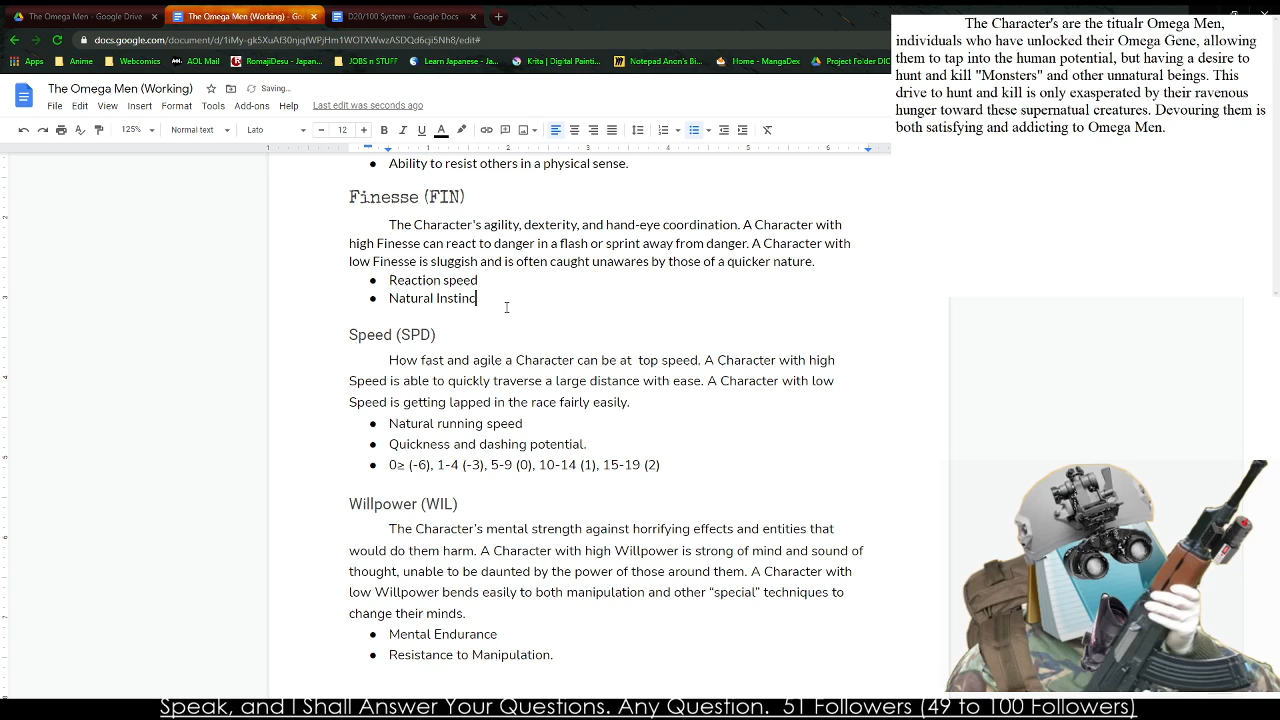 The Omega Men - Google Drive
The Omega Men (Working) - Go
D20/100 System - Google Docs
docs.google.com/document/d/1iMy-gk5XuAf30njqfWPJjHm1WOTXWwzASDQd6cji5Nh8/edit#
Apps Anime Webcomics AOL Mail RomajiDesu - Japane... JOBS n STUFF Learn Japanese - Ja... Krita | Digital Painti... Notepad Anon's Bi... Home - MangaDex Project Folder DIC
The Omega Men (Working) Saving...
File Edit View Insert Format Tools Add-ons Help Last edit was seconds ago
125% Normal text Lato 12
Ability to resist others in a physical sense.
Finesse (FIN)
The Character's agility, dexterity, and hand-eye coordination. A Character with
high Finesse can react to danger in a flash or sprint away from danger. A Character with
low Finesse is sluggish and is often caught unawares by those of a quicker nature.
Reaction speed
Natural Instinc
Speed (SPD)
How fast and agile a Character can be at top speed. A Character with high
Speed is able to quickly traverse a large distance with ease. A Character with low
Speed is getting lapped in the race fairly easily.
Natural running speed
Quickness and dashing potential.
0≥ (-6), 1-4 (-3), 5-9 (0), 10-14 (1), 15-19 (2)
Willpower (WIL)
The Character's mental strength against horrifying effects and entities that
would do them harm. A Character with high Willpower is strong of mind and sound of
thought, unable to be daunted by the power of those around them. A Character with
low Willpower bends easily to both manipulation and other “special” techniques to
change their minds.
Mental Endurance
Resistance to Manipulation.
The Character's are the titualr Omega Men,
individuals who have unlocked their Omega Gene, allowing
them to tap into the human potential, but having a desire to
hunt and kill "Monsters" and other unnatural beings. This
drive to hunt and kill is only exasperated by their ravenous
hunger toward these supernatual creatures. Devouring them is
both satisfying and addicting to Omega Men.
Speak, and I Shall Answer Your Questions. Any Question. 51 Followers (49 to 100 Followers)